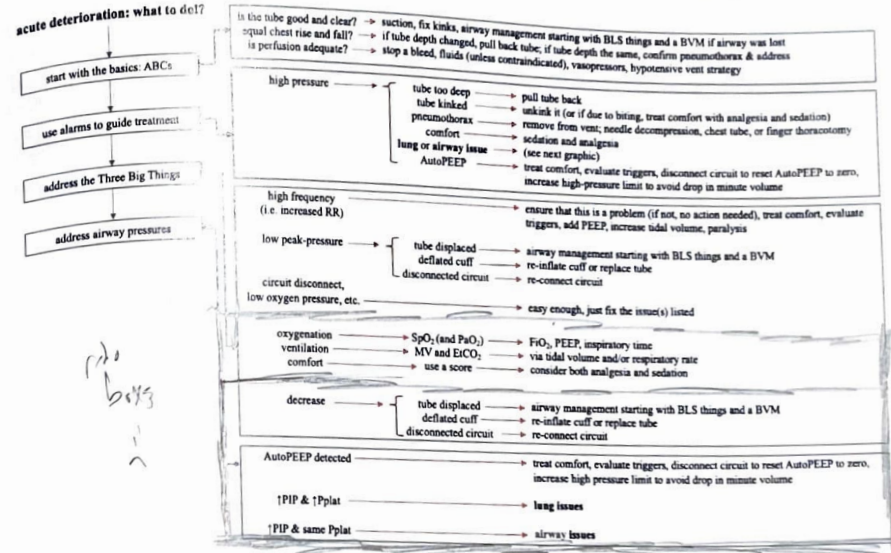 acute deterioration: what to do!?
start with the basics: ABCs
use alarms to guide treatment
address the Three Big Things
address airway pressures
is the tube good and clear? suction, fix kinks, airway management starting with BLS things and a BVM if airway was lost
equal chest rise and fall? if tube depth changed, pull back tube; if tube depth the same, confirm pneumothorax & address
is perfusion adequate? stop a bleed, fluids (unless contraindicated), vasopressors, hypotensive vent strategy
high pressure
tube too deep pull tube back
tube kinked unkink it (or if due to biting, treat comfort with analgesia and sedation)
pneumothorax remove from vent; needle decompression, chest tube, or finger thoracotomy
comfort sedation and analgesia
lung or airway issue (see next graphic)
AutoPEEP treat comfort, evaluate triggers, disconnect circuit to reset AutoPEEP to zero,
increase high-pressure limit to avoid drop in minute volume
high frequency
(i.e. increased RR)
ensure that this is a problem (if not, no action needed), treat comfort, evaluate
triggers, add PEEP, increase tidal volume, paralysis
low peak-pressure
tube displaced airway management starting with BLS things and a BVM
deflated cuff re-inflate cuff or replace tube
disconnected circuit re-connect circuit
circuit disconnect,
low oxygen pressure, etc. easy enough, just fix the issue(s) listed
oxygenation SpO₂ (and PaO₂) FiO₂, PEEP, inspiratory time
ventilation MV and EtCO₂ via tidal volume and/or respiratory rate
comfort use a score consider both analgesia and sedation
decrease
tube displaced airway management starting with BLS things and a BVM
deflated cuff re-inflate cuff or replace tube
disconnected circuit re-connect circuit
AutoPEEP detected treat comfort, evaluate triggers, disconnect circuit to reset AutoPEEP to zero,
increase high pressure limit to avoid drop in minute volume
↑PIP & ↑Pplat lung issues
↑PIP & same Pplat airway issues